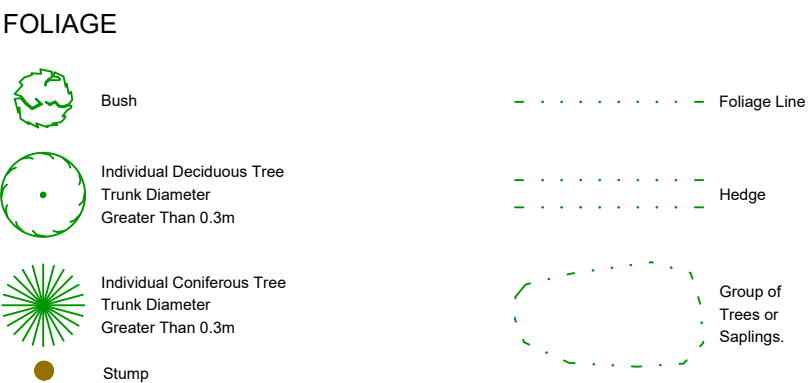 FOLIAGE
Bush
Individual Deciduous Tree
Trunk Diameter
Greater Than 0.3m
Individual Coniferous Tree
Trunk Diameter
Greater Than 0.3m
Stump
Foliage Line
Hedge
Group of
Trees or
Saplings.